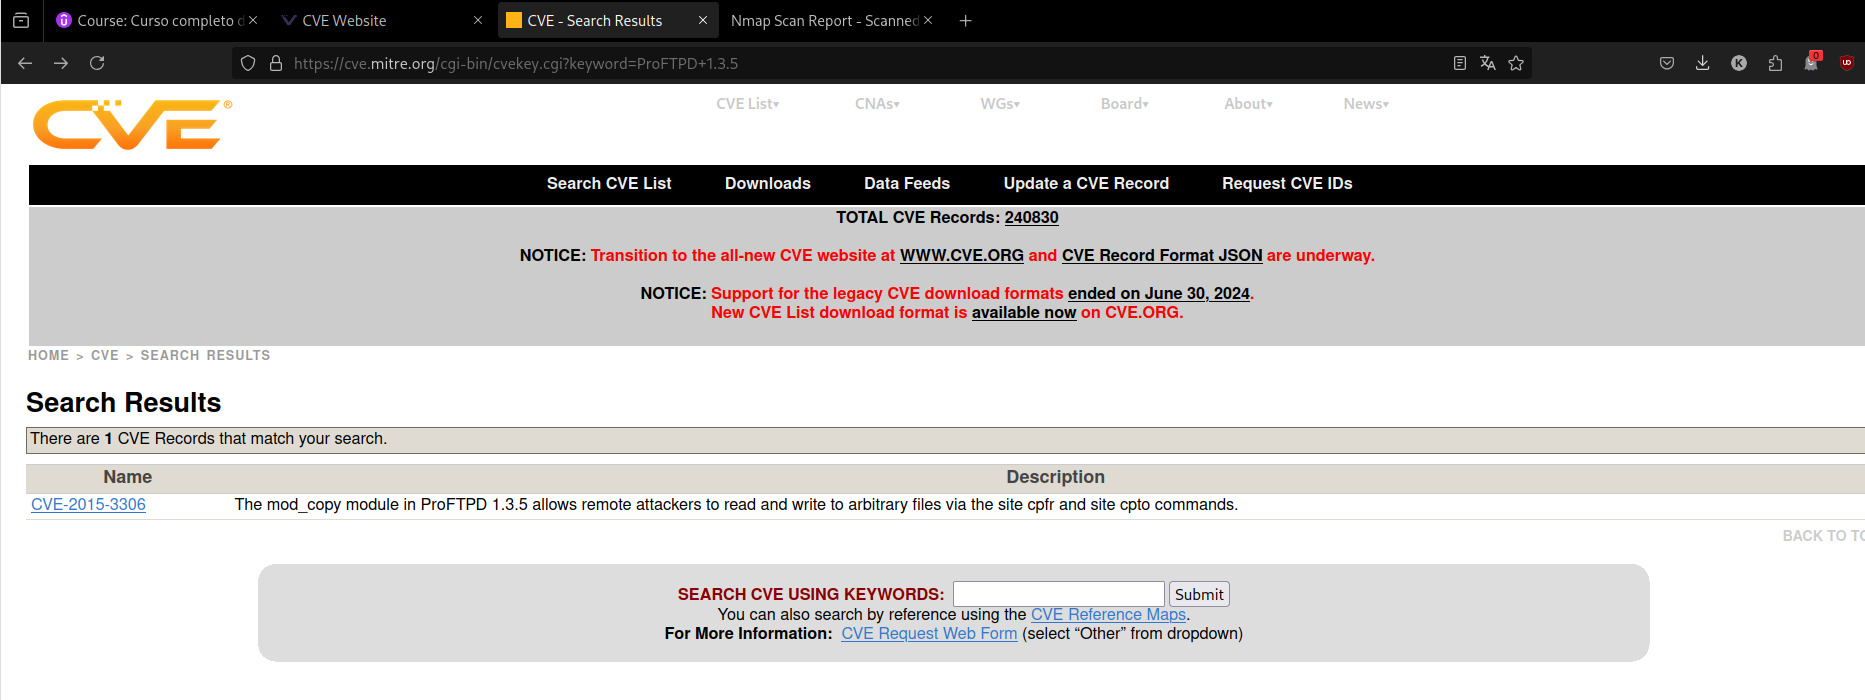 Course: Curso completo d
CVE Website
CVE - Search Results
Nmap Scan Report - Scanned
https://cve.mitre.org/cgi-bin/cvekey.cgi?keyword=ProFTPD+1.3.5
K
0
UD
CVE®
CVE List▾
CNAs▾
WGs▾
Board▾
About▾
News▾
Search CVE List
Downloads
Data Feeds
Update a CVE Record
Request CVE IDs
TOTAL CVE Records: 240830
NOTICE: Transition to the all-new CVE website at WWW.CVE.ORG and CVE Record Format JSON are underway.
NOTICE: Support for the legacy CVE download formats ended on June 30, 2024.
New CVE List download format is available now on CVE.ORG.
HOME > CVE > SEARCH RESULTS
Search Results
There are 1 CVE Records that match your search.
Name
Description
CVE-2015-3306
The mod_copy module in ProFTPD 1.3.5 allows remote attackers to read and write to arbitrary files via the site cpfr and site cpto commands.
BACK TO TO
SEARCH CVE USING KEYWORDS:
Submit
You can also search by reference using the CVE Reference Maps.
For More Information: CVE Request Web Form (select “Other” from dropdown)